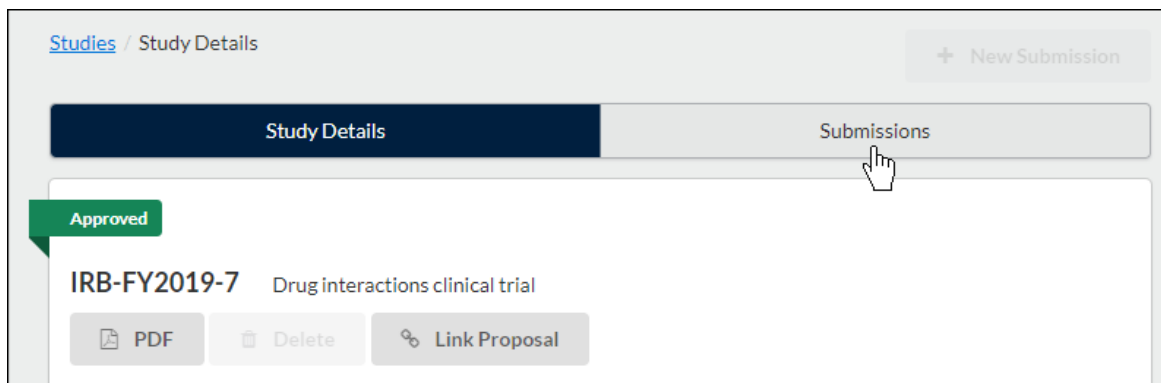 Studies / Study Details
+ New Submission
Study Details
Submissions
Approved
IRB-FY2019-7 Drug interactions clinical trial
PDF Delete Link Proposal